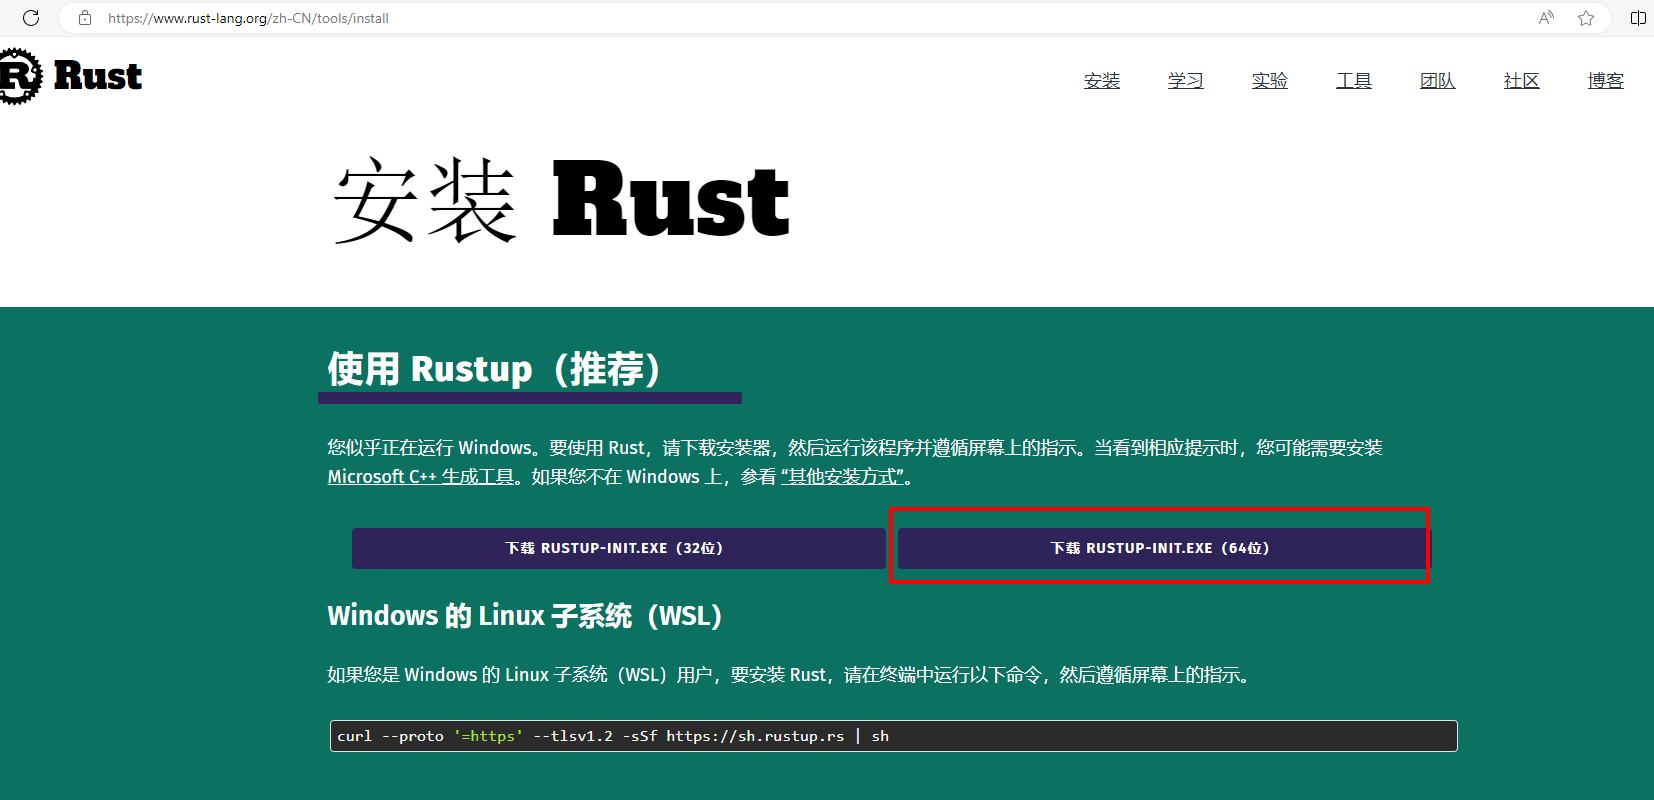 https://www.rust-lang.org/zh-CN/tools/install
R Rust
安装 学习 实验 工具 团队 社区 博客
安装 Rust
使用 Rustup（推荐）
您似乎正在运行 Windows。要使用 Rust，请下载安装器，然后运行该程序并遵循屏幕上的指示。当看到相应提示时，您可能需要安装
Microsoft C++ 生成工具。如果您不在 Windows 上，参看 “其他安装方式”。
下载 RUSTUP-INIT.EXE（32位）
下载 RUSTUP-INIT.EXE（64位）
Windows 的 Linux 子系统（WSL）
如果您是 Windows 的 Linux 子系统（WSL）用户，要安装 Rust，请在终端中运行以下命令，然后遵循屏幕上的指示。
curl --proto '=https' --tlsv1.2 -sSf https://sh.rustup.rs | sh